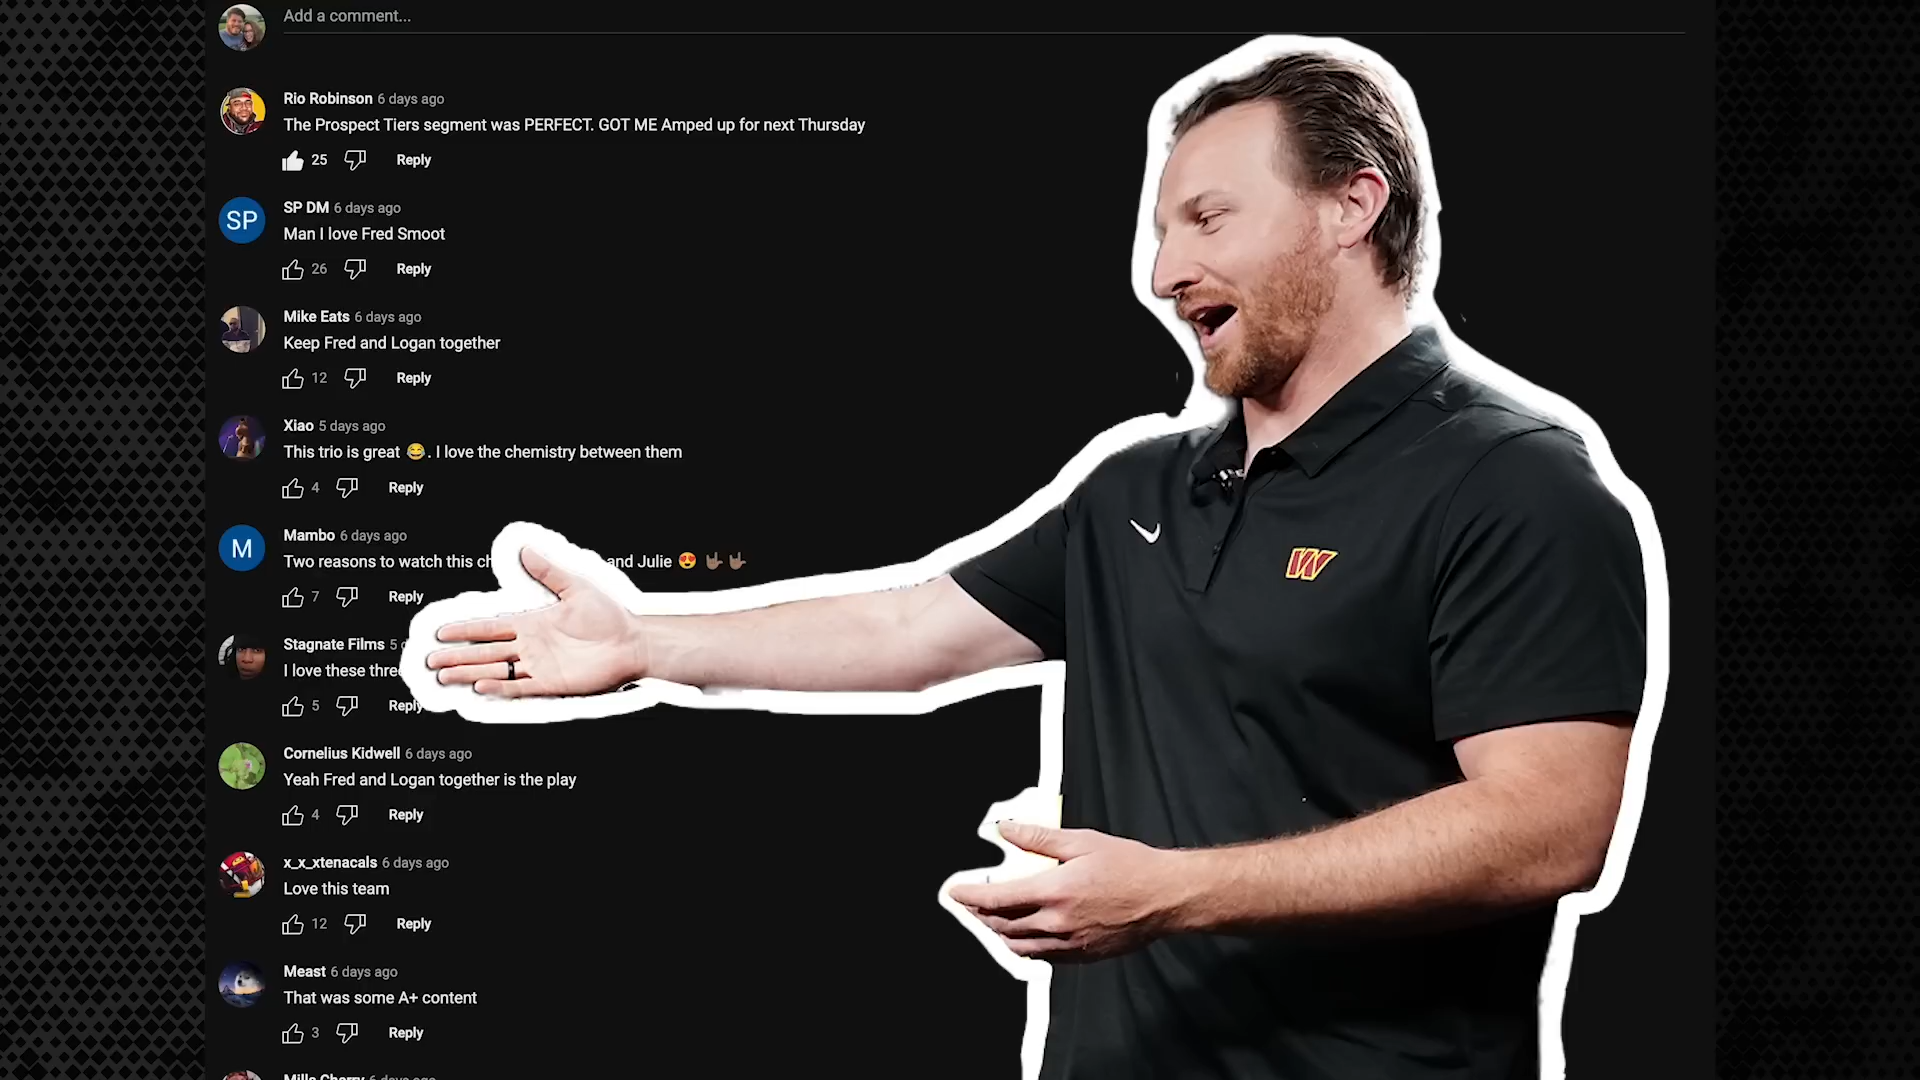 Add a comment...
Rio Robinson 6 days ago
The Prospect Tiers segment was PERFECT. GOT ME Amped up for next Thursday
25 Reply
SP
SP DM 6 days ago
Man I love Fred Smoot
26 Reply
Mike Eats 6 days ago
Keep Fred and Logan together
12 Reply
Xiao 5 days ago
This trio is great 😂. I love the chemistry between them
4 Reply
M
Mambo 6 days ago
Two reasons to watch this and Julie 😍 🤟🏾 🤟🏾
7 Reply
Stagnate Films 5
I love these
5 Reply
Cornelius Kidwell 6 days ago
Yeah Fred and Logan together is the play
4 Reply
x_x_xtenacals 6 days ago
Love this team
12 Reply
Meast 6 days ago
That was some A+ content
3 Reply
W